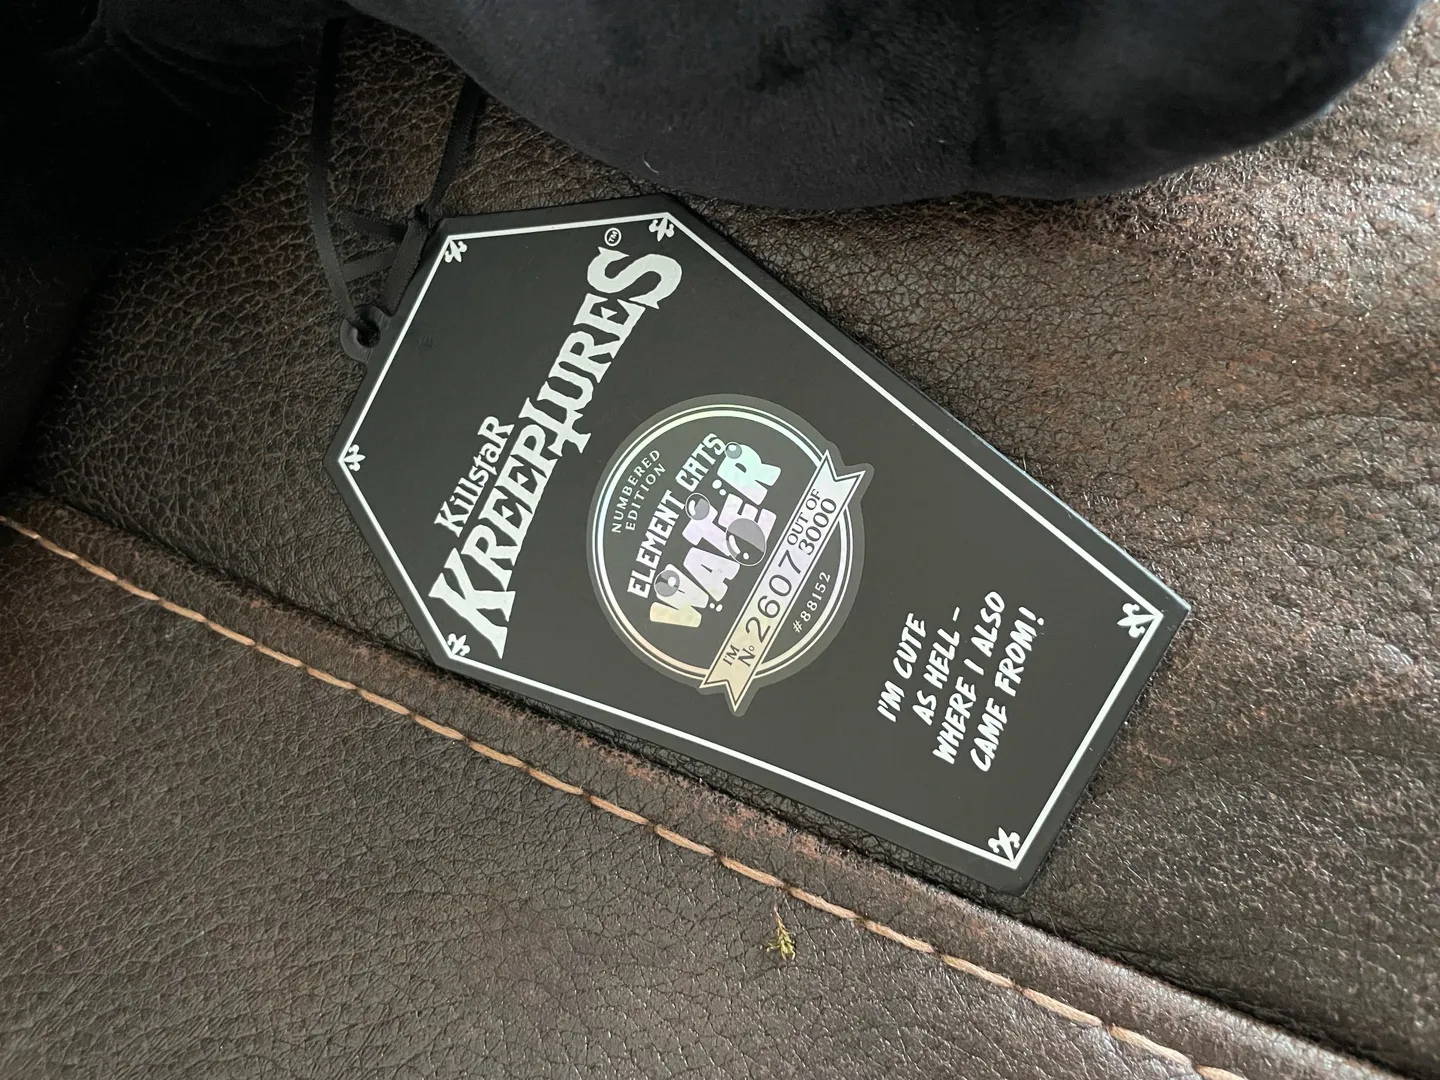 Killstar
KREEPTURES™
NUMBERED
EDITION
ELEMENT CATS
WATER
I'M
No 2607 OUT OF
3000
#88152
I'M CUTE
AS HELL -
WHERE I ALSO
CAME FROM!